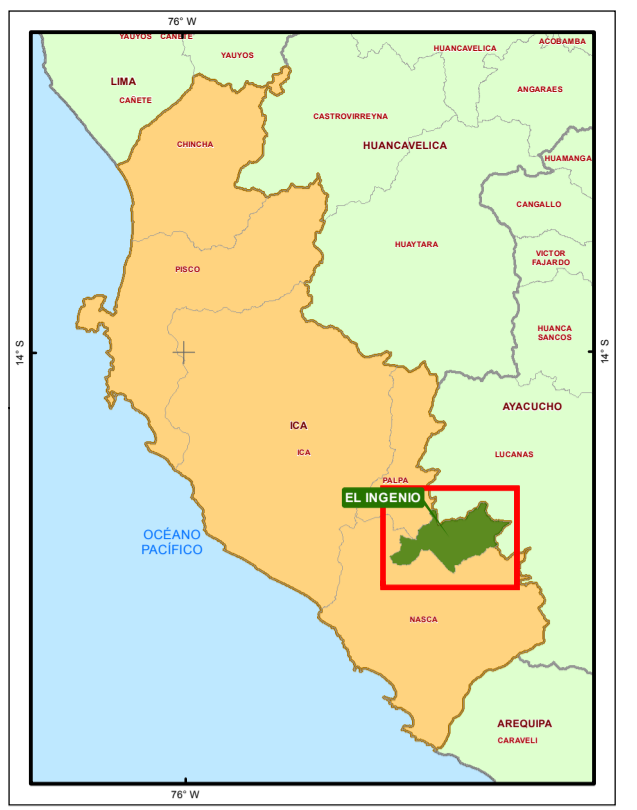 76° W
YAUYOS
CAÑETE
YAUYOS
HUANCAVELICA
ACOBAMBA
LIMA
CAÑETE
ANGARAES
CASTROVIRREYNA
CHINCHA
HUANCAVELICA
HUAMANGA
CANGALLO
HUAYTARA
VICTOR
FAJARDO
PISCO
HUANCA
SANCOS
14° S
14° S
AYACUCHO
ICA
ICA
LUCANAS
PALPA
EL INGENIO
OCÉANO
PACÍFICO
NASCA
AREQUIPA
CARAVELI
76° W